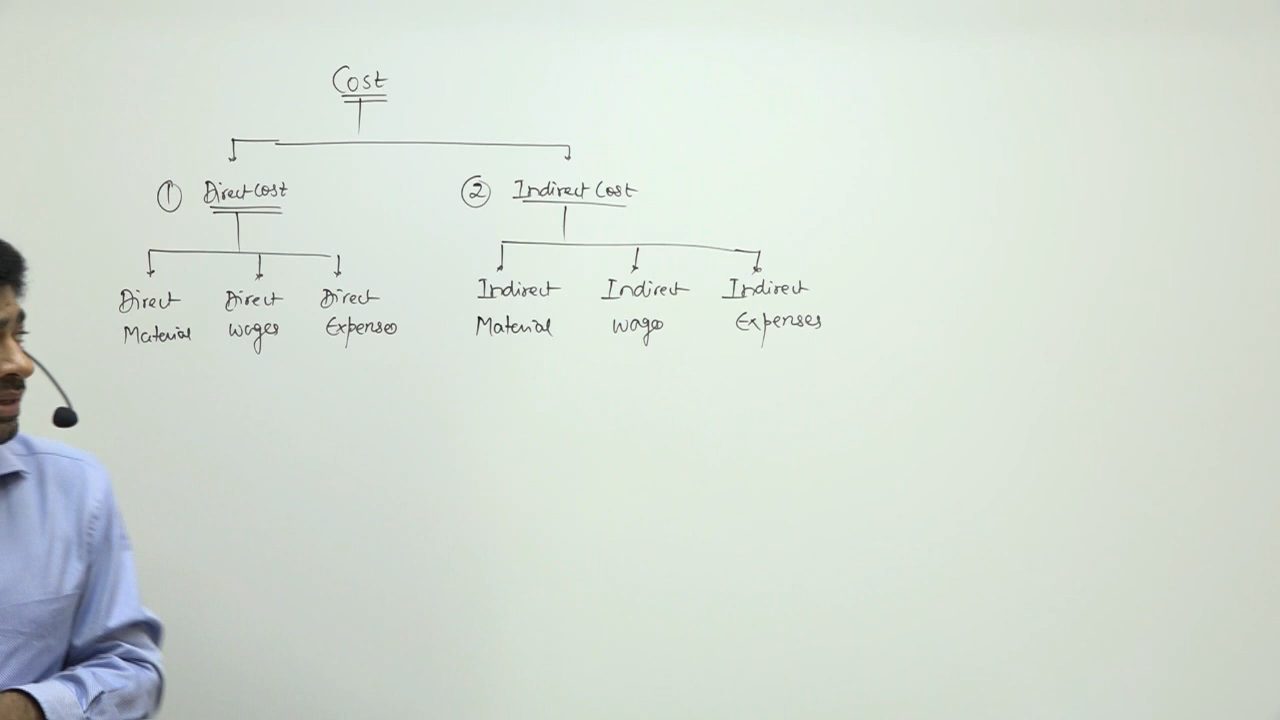 Cost
① Direct Cost
② Indirect Cost
Direct Material
Direct wages
Direct Expenses
Indirect Material
Indirect wages
Indirect Expenses